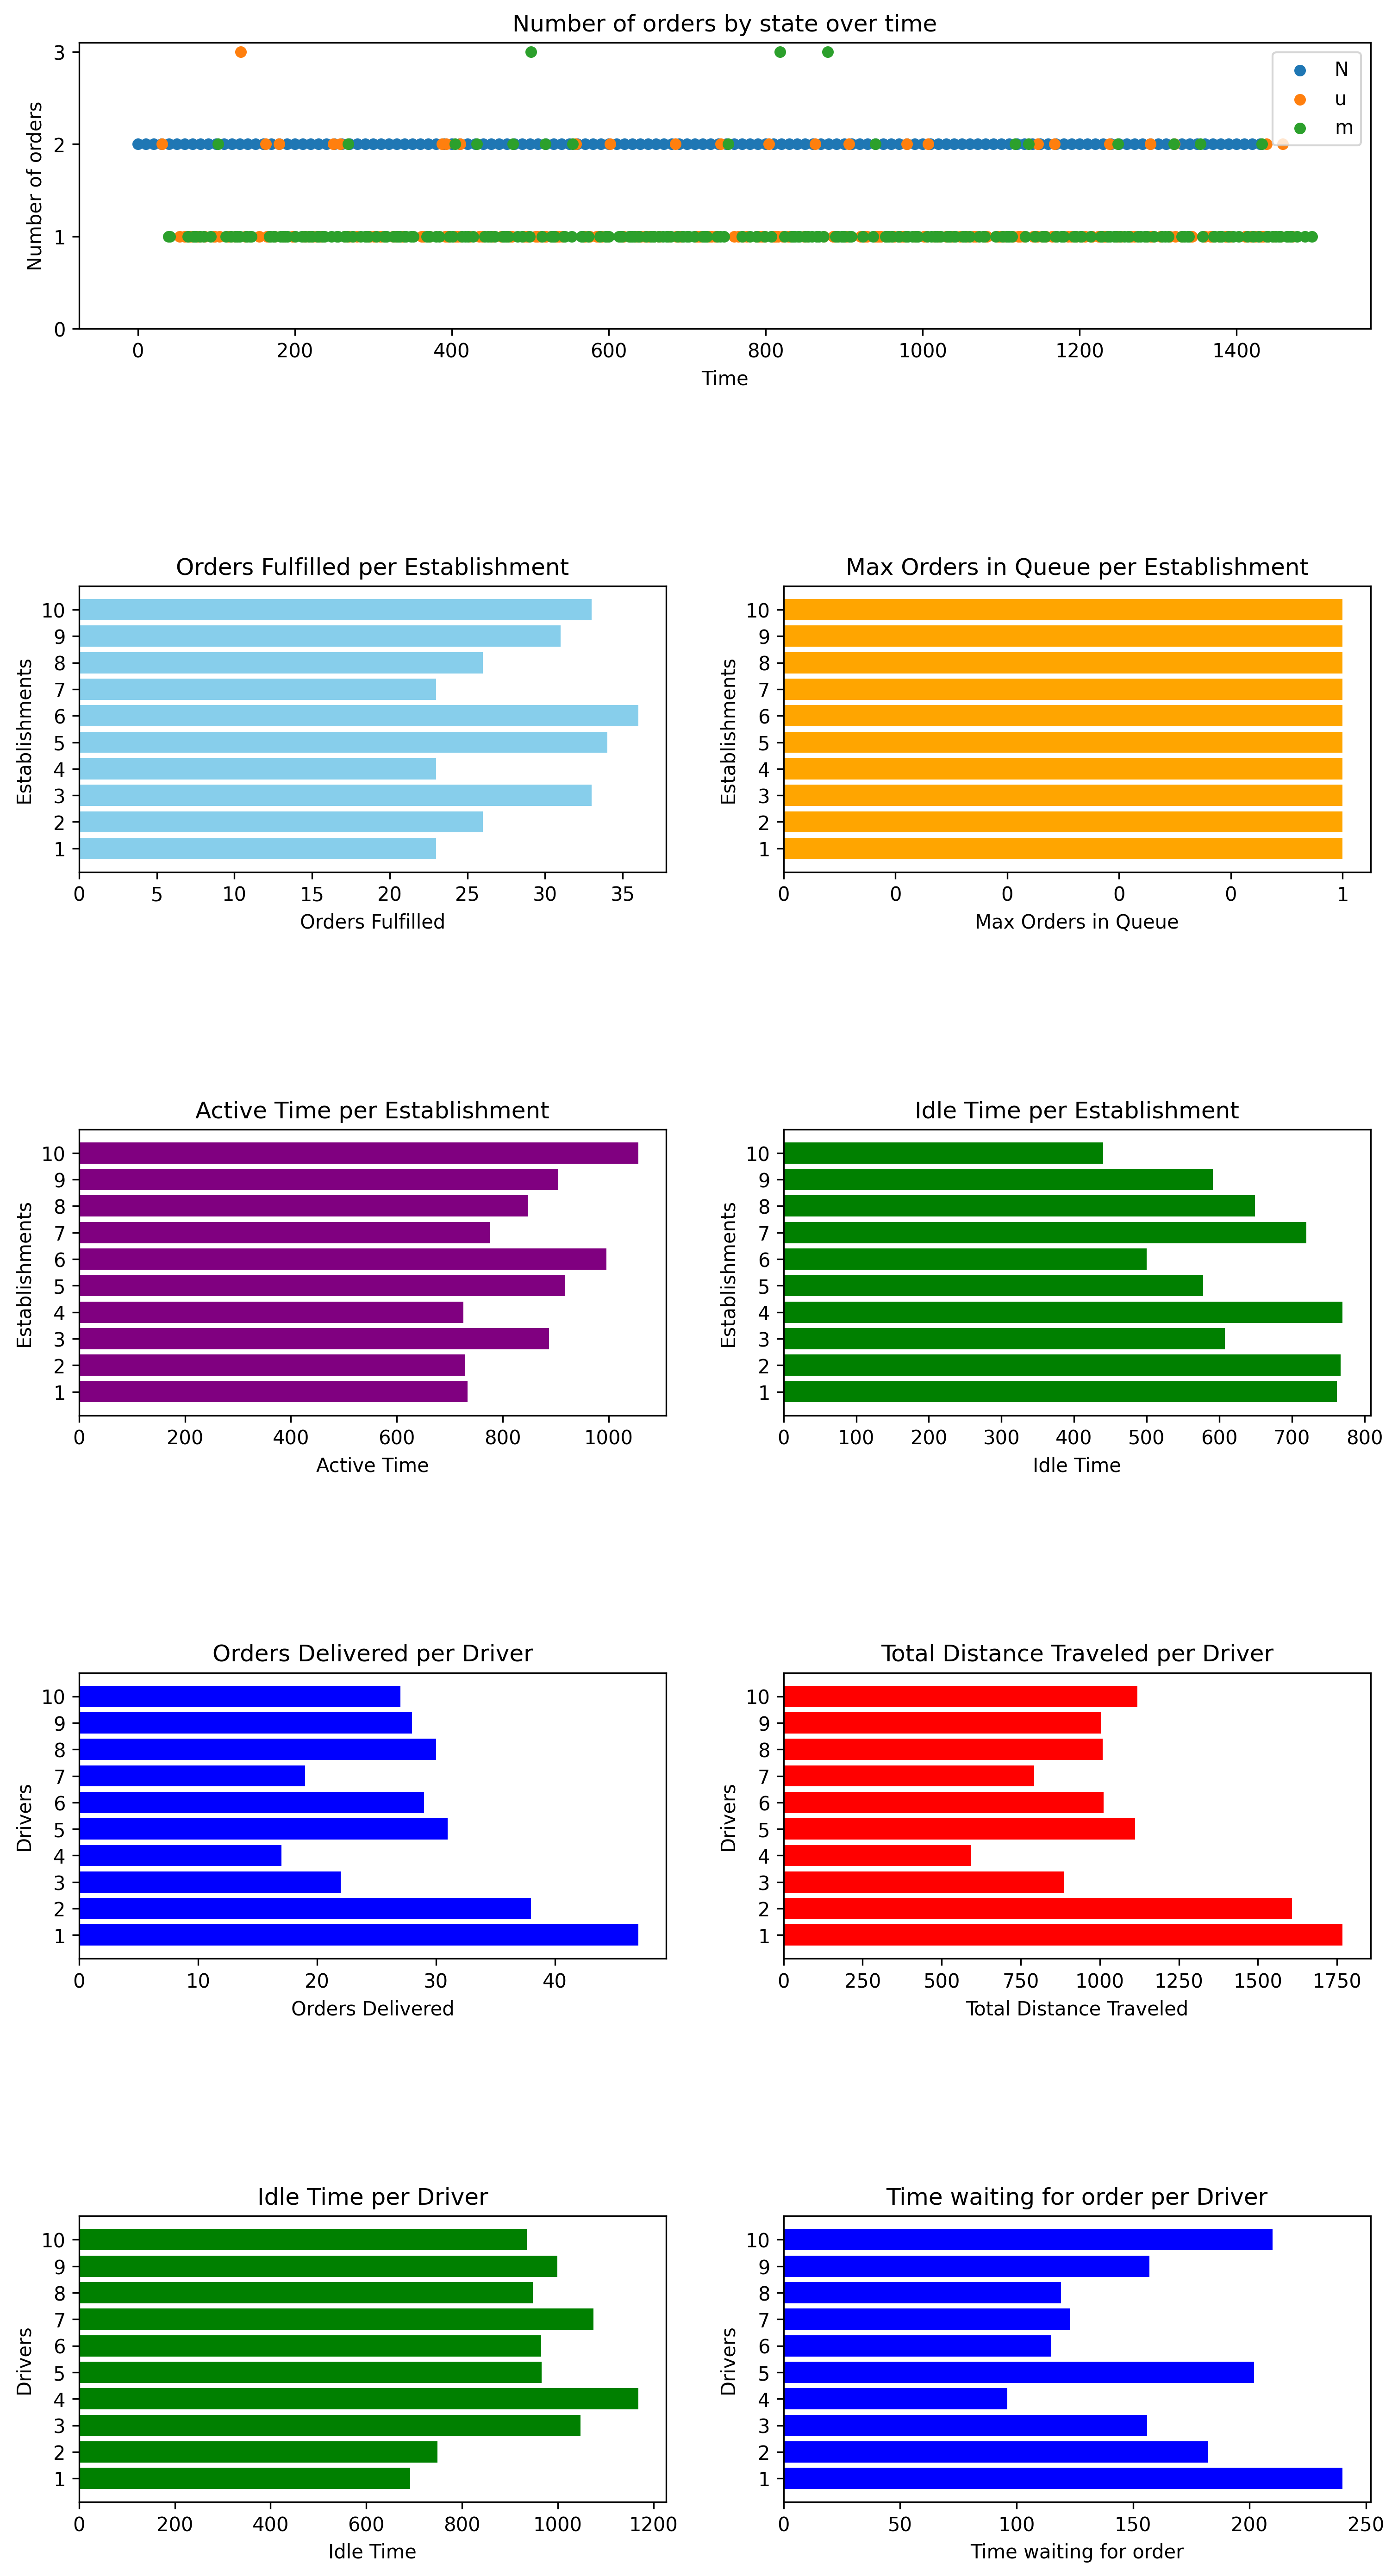 Number of orders by state over time
Number of orders
3
2
1
0
N
u
m
0 200 400 600 800 1000 1200 1400
Time
Orders Fulfilled per Establishment
Establishments
10
9
8
7
6
5
4
3
2
1
0 5 10 15 20 25 30 35
Orders Fulfilled
Max Orders in Queue per Establishment
Establishments
10
9
8
7
6
5
4
3
2
1
0 0 0 0 0 1
Max Orders in Queue
Active Time per Establishment
Establishments
10
9
8
7
6
5
4
3
2
1
0 200 400 600 800 1000
Active Time
Idle Time per Establishment
Establishments
10
9
8
7
6
5
4
3
2
1
0 100 200 300 400 500 600 700 800
Idle Time
Orders Delivered per Driver
Drivers
10
9
8
7
6
5
4
3
2
1
0 10 20 30 40
Orders Delivered
Total Distance Traveled per Driver
Drivers
10
9
8
7
6
5
4
3
2
1
0 250 500 750 1000 1250 1500 1750
Total Distance Traveled
Idle Time per Driver
Drivers
10
9
8
7
6
5
4
3
2
1
0 200 400 600 800 1000 1200
Idle Time
Time waiting for order per Driver
Drivers
10
9
8
7
6
5
4
3
2
1
0 50 100 150 200 250
Time waiting for order